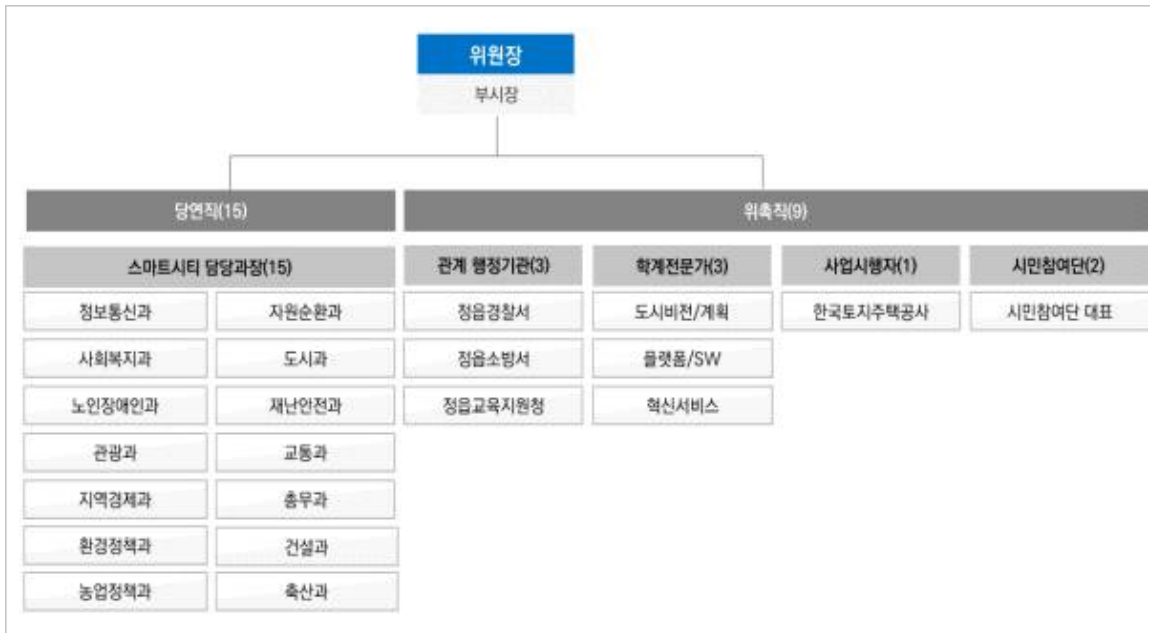 위원장
부시장
당연직(15)
위촉직(9)
스마트시티 담당과장(15)
관계 행정기관(3)
학계전문가(3)
사업시행자(1)
시민참여단(2)
정보통신과
자원순환과
정읍경찰서
도시비전/계획
한국토지주택공사
시민참여단 대표
사회복지과
도시과
정읍소방서
플랫폼/SW
노인장애인과
재난안전과
정읍교육지원청
혁신서비스
관광과
교통과
지역경제과
총무과
환경정책과
건설과
농업정책과
축산과